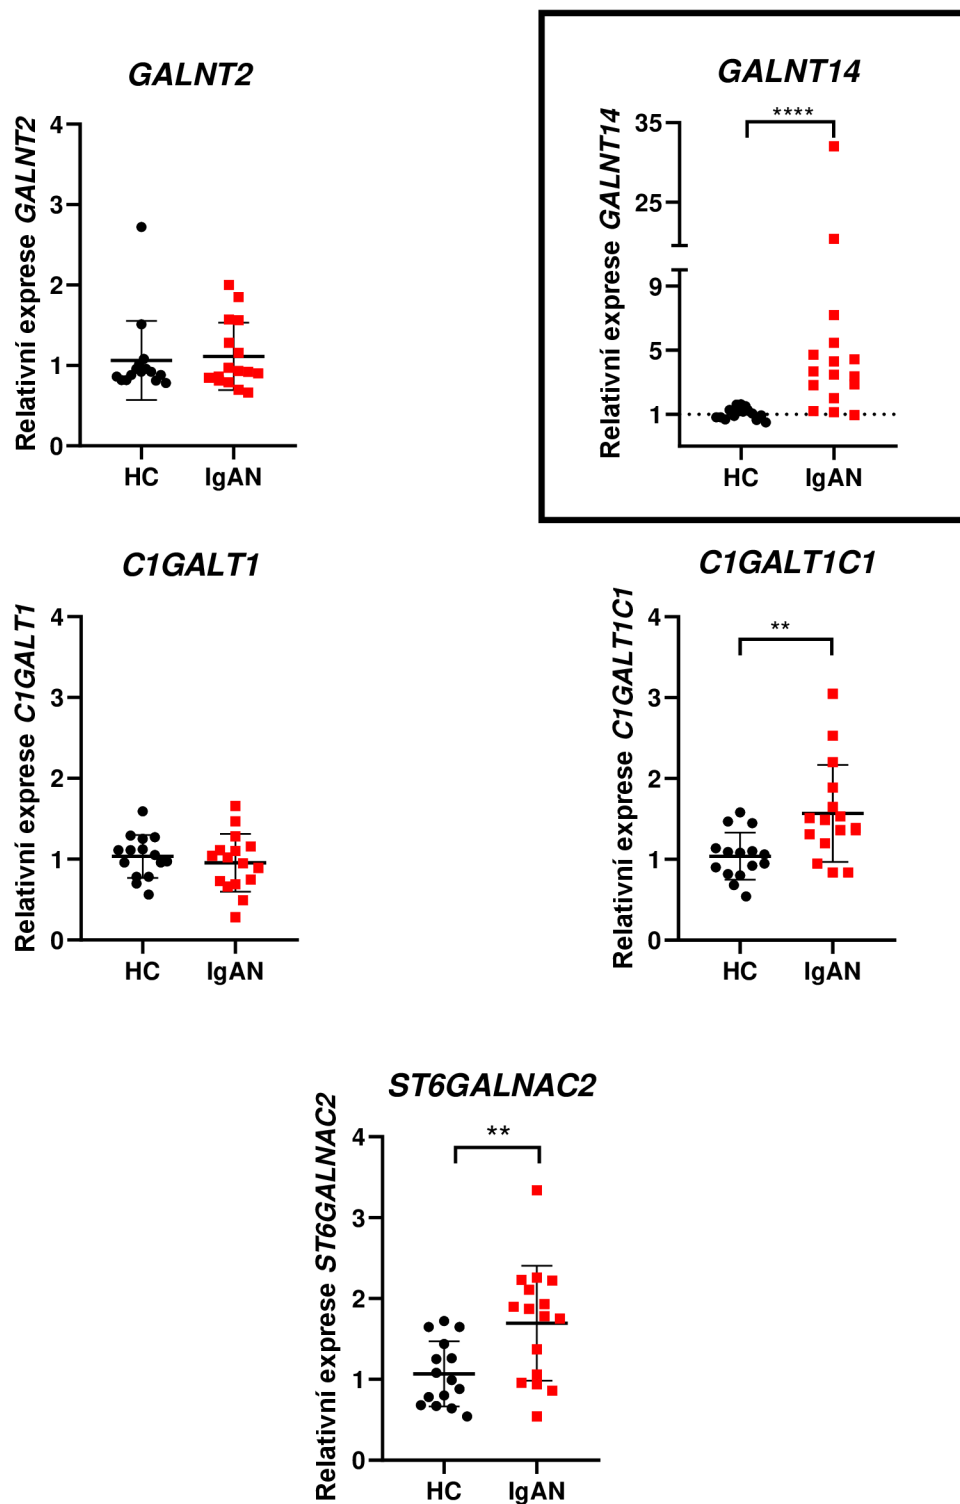 GALNT2
Relativní exprese GALNT2
4
3
2
1
0
HC IgAN
GALNT14
Relativní exprese GALNT14
****
35
25
9
5
1
HC IgAN
C1GALT1
Relativní exprese C1GALT1
4
3
2
1
0
HC IgAN
C1GALT1C1
Relativní exprese C1GALT1C1
**
4
3
2
1
0
HC IgAN
ST6GALNAC2
Relativní exprese ST6GALNAC2
**
4
3
2
1
0
HC IgAN